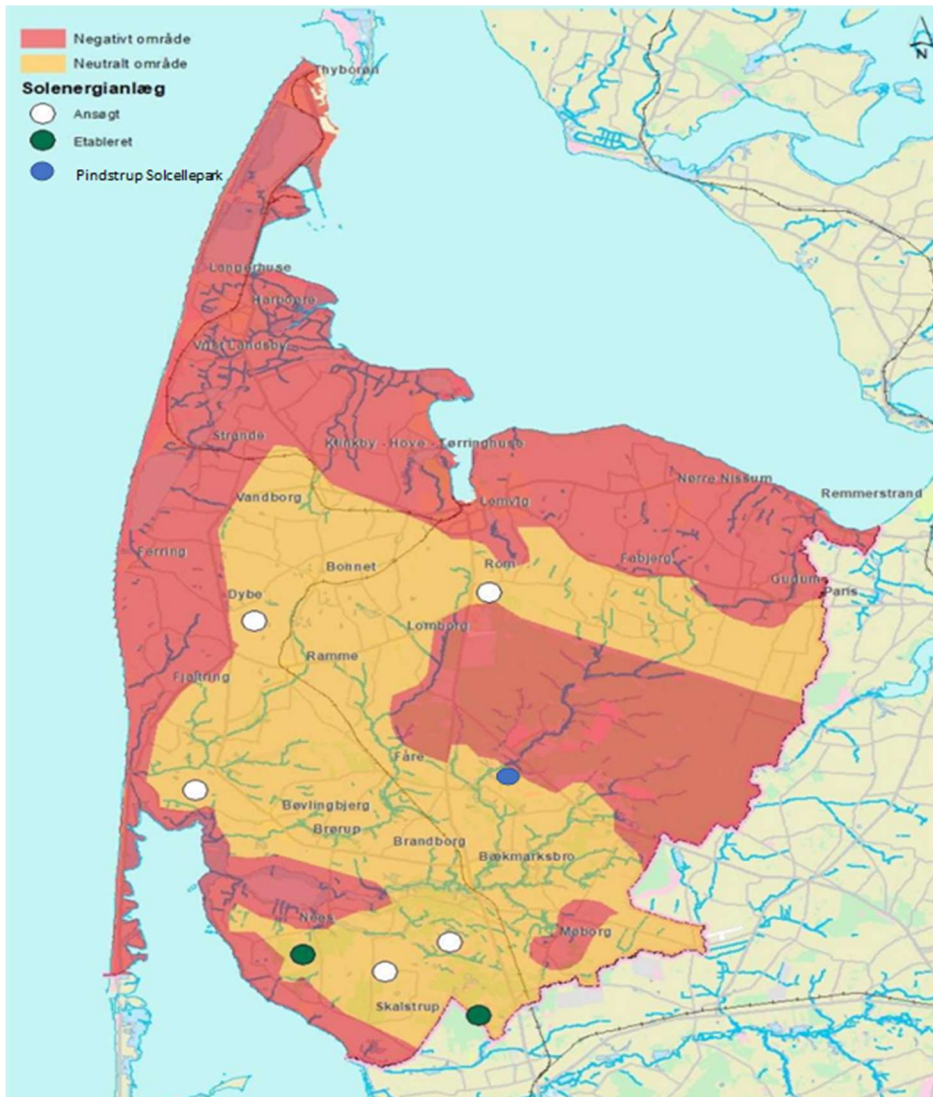 Negativt område
Neutralt område
Solenergianlæg
Ansøgt
Etableret
Pindstrup Solcellepark
N
Thyborøn
Langerhuse
Harboøre
Vrist Landsby
Strande
Klinkby - Hove - Tørringhuse
Nørre Nissum
Remmerstrand
Vandborg
Lemvig
Ferring
Bonnet
Rom
Fabjerg
Gudum
Paris
Dybe
Lomborg
Ramme
Fjaltring
Fåre
Bøvlingbjerg
Brørup
Brandborg
Bækmarksbro
Nees
Møborg
Skalstrup